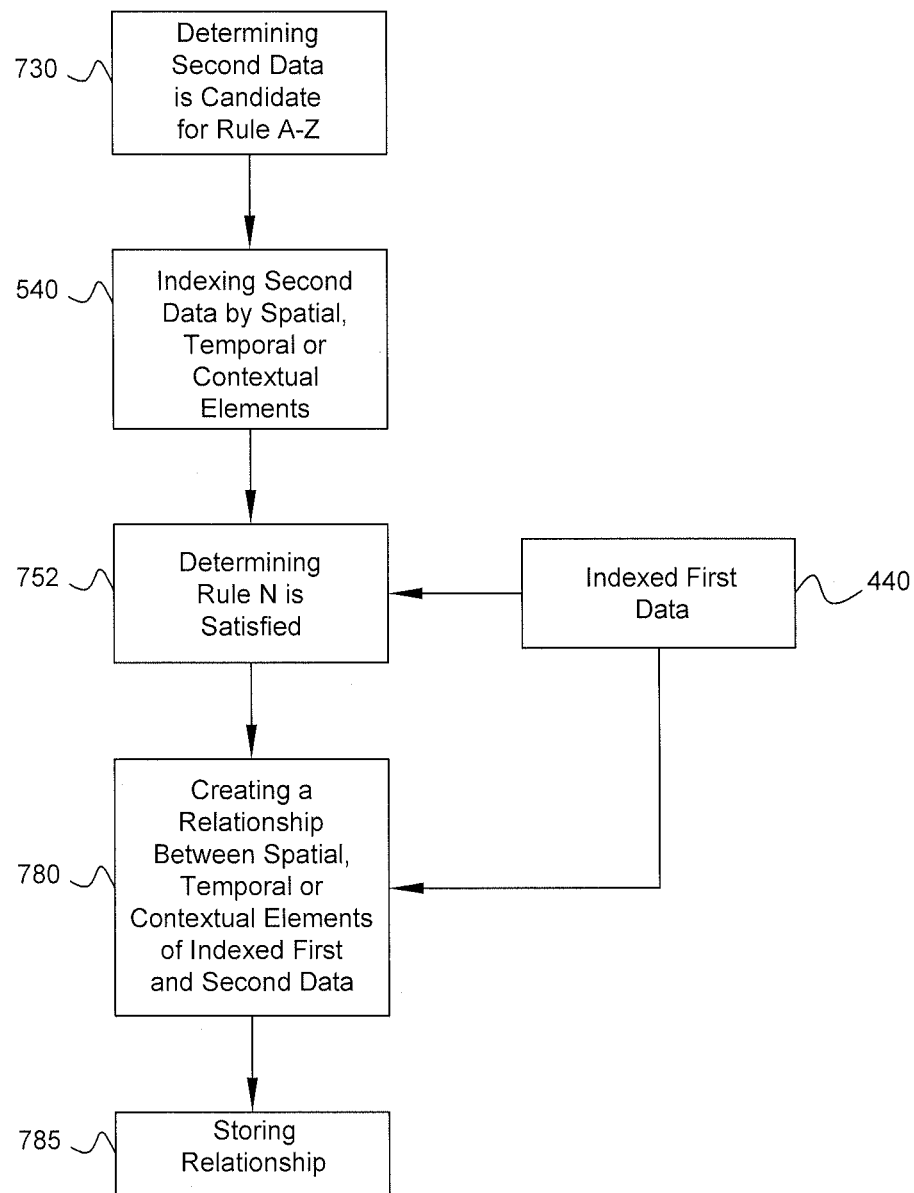 730
Determining
Second Data
is Candidate
for Rule A-Z
540
Indexing Second
Data by Spatial,
Temporal or
Contextual
Elements
752
Determining
Rule N is
Satisfied
Indexed First
Data
440
780
Creating a
Relationship
Between Spatial,
Temporal or
Contextual Elements
of Indexed First
and Second Data
785
Storing
Relationship